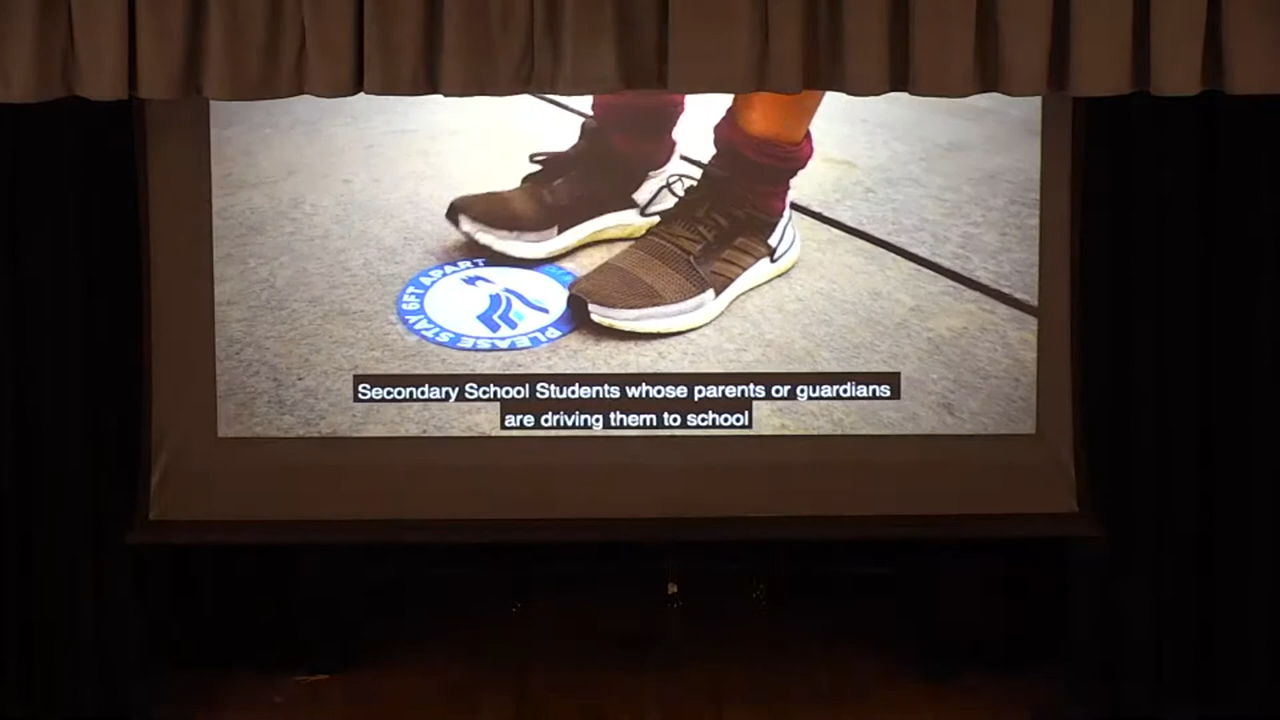 PLEASE STAY 6FT APART
Secondary School Students whose parents or guardians
are driving them to school